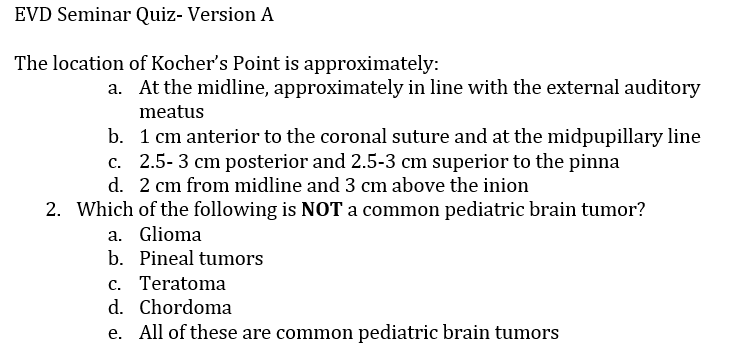 EVD Seminar Quiz- Version A
The location of Kocher’s Point is approximately:
a. At the midline, approximately in line with the external auditory
meatus
b. 1 cm anterior to the coronal suture and at the midpupillary line
c. 2.5- 3 cm posterior and 2.5-3 cm superior to the pinna
d. 2 cm from midline and 3 cm above the inion
2. Which of the following is NOT a common pediatric brain tumor?
a. Glioma
b. Pineal tumors
c. Teratoma
d. Chordoma
e. All of these are common pediatric brain tumors